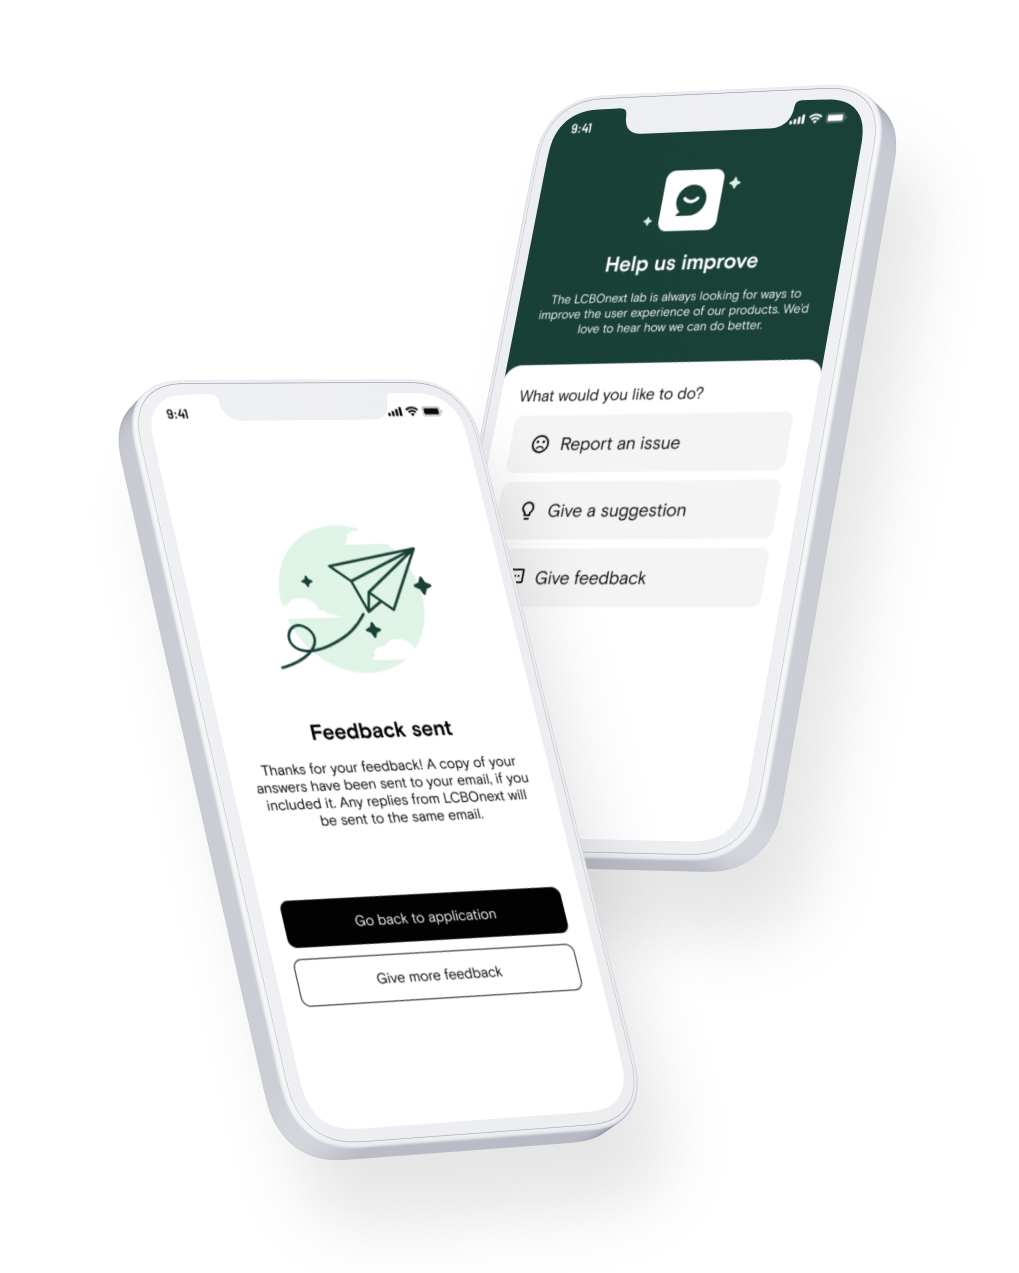 9:41
Help us improve
The LCBOnext lab is always looking for ways to
improve the user experience of our products. We'd
love to hear how we can do better.
What would you like to do?
Report an issue
Give a suggestion
Give feedback
9:41
Feedback sent
Thanks for your feedback! A copy of your
answers have been sent to your email, if you
included it. Any replies from LCBOnext will
be sent to the same email.
Go back to application
Give more feedback